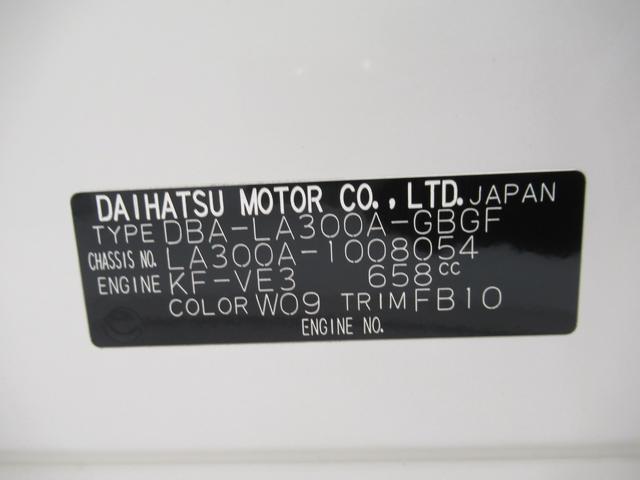 DAIHATSU MOTOR CO.,LTD. JAPAN
TYPE DBA-LA300A-GBGF
CHASSIS NO. LA300A-1008054
ENGINE KF-VE3 658cc
COLOR W09 TRIM FB10
ENGINE NO.